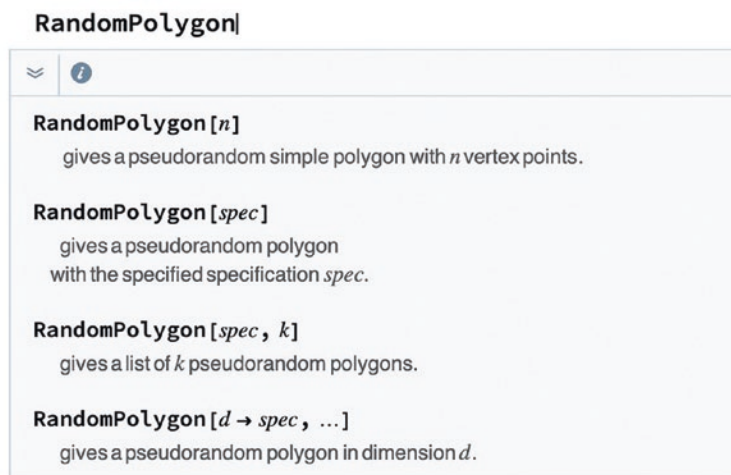 RandomPolygon
RandomPolygon[n]
gives a pseudorandom simple polygon with n vertex points.
RandomPolygon[spec]
gives a pseudorandom polygon
with the specified specification spec.
RandomPolygon[spec, k]
gives a list of k pseudorandom polygons.
RandomPolygon[d → spec, ...]
gives a pseudorandom polygon in dimension d.